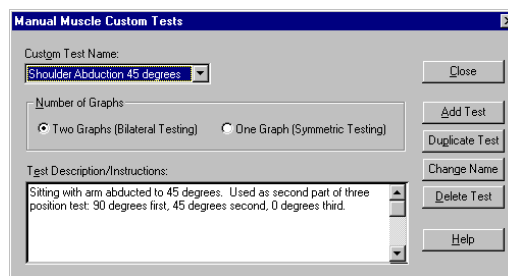 Manual Muscle Custom Tests
Custom Test Name:
Shoulder Abduction 45 degrees
Close
Number of Graphs
Two Graphs (Bilateral Testing) One Graph (Symmetric Testing)
Add Test
Duplicate Test
Test Description/Instructions:
Change Name
Sitting with arm abducted to 45 degrees. Used as second part of three
position test: 90 degrees first, 45 degrees second, 0 degrees third.
Delete Test
Help